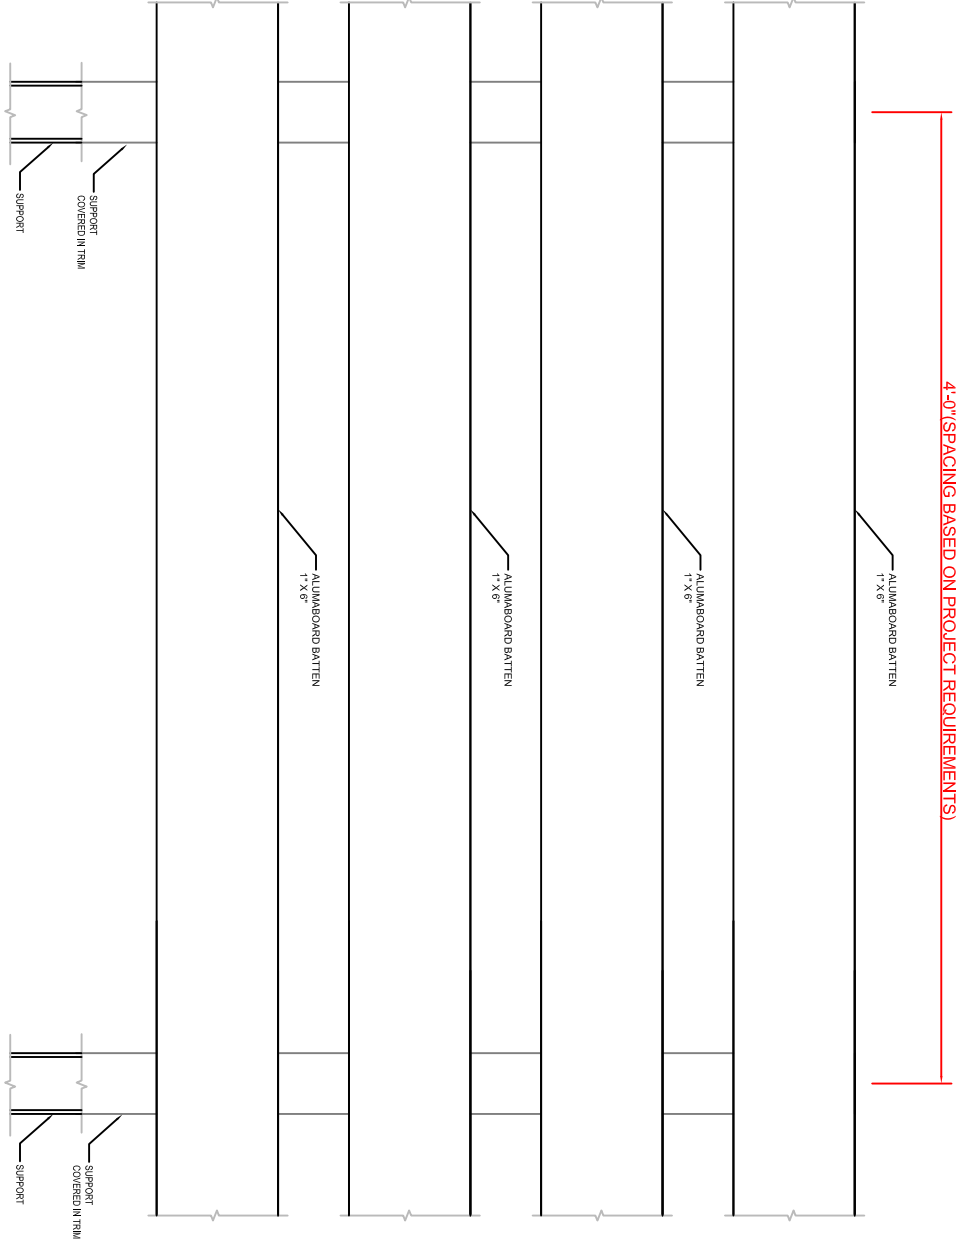 4'-0"(SPACING BASED ON PROJECT REQUIREMENTS)
ALUMABOARD BATTEN
1" X 6"
ALUMABOARD BATTEN
1" X 6"
ALUMABOARD BATTEN
1" X 6"
ALUMABOARD BATTEN
1" X 6"
SUPPORT
COVERED IN TRIM
SUPPORT
SUPPORT
COVERED IN TRIM
SUPPORT